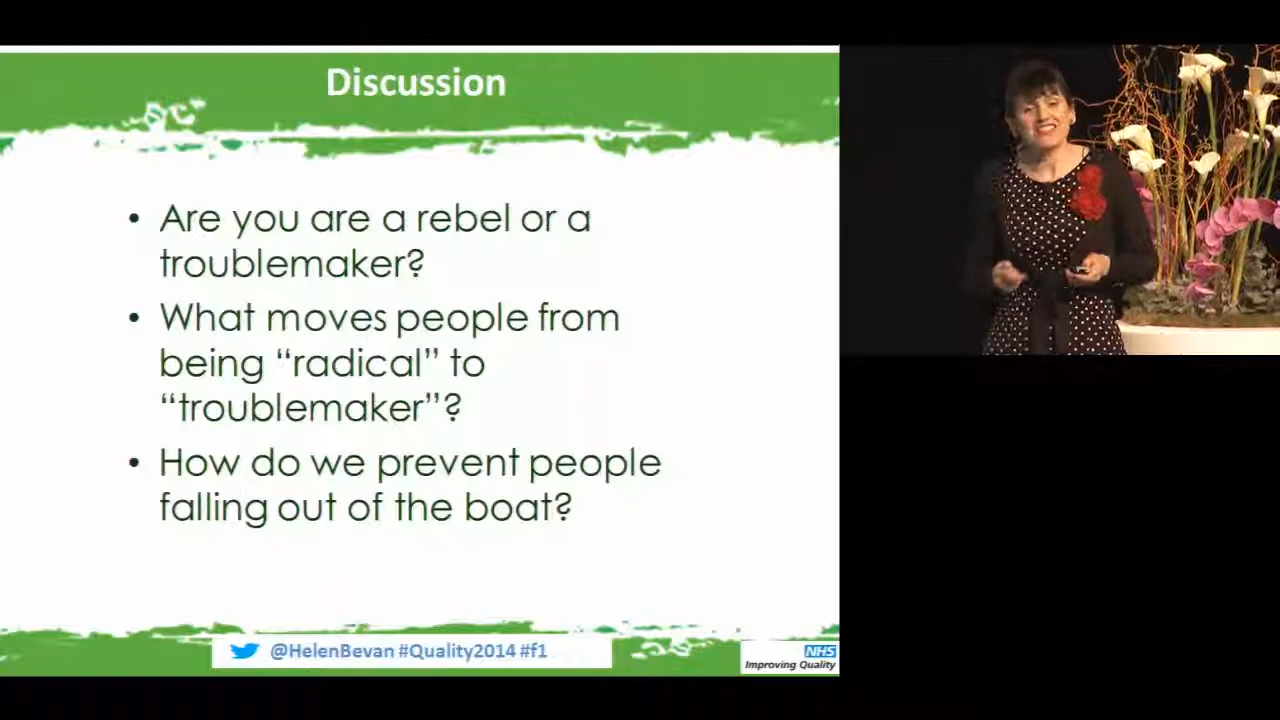 Discussion
• Are you are a rebel or a
troublemaker?
• What moves people from
being “radical” to
“troublemaker”?
• How do we prevent people
falling out of the boat?
@HelenBevan #Quality2014 #f1
NHS
Improving Quality